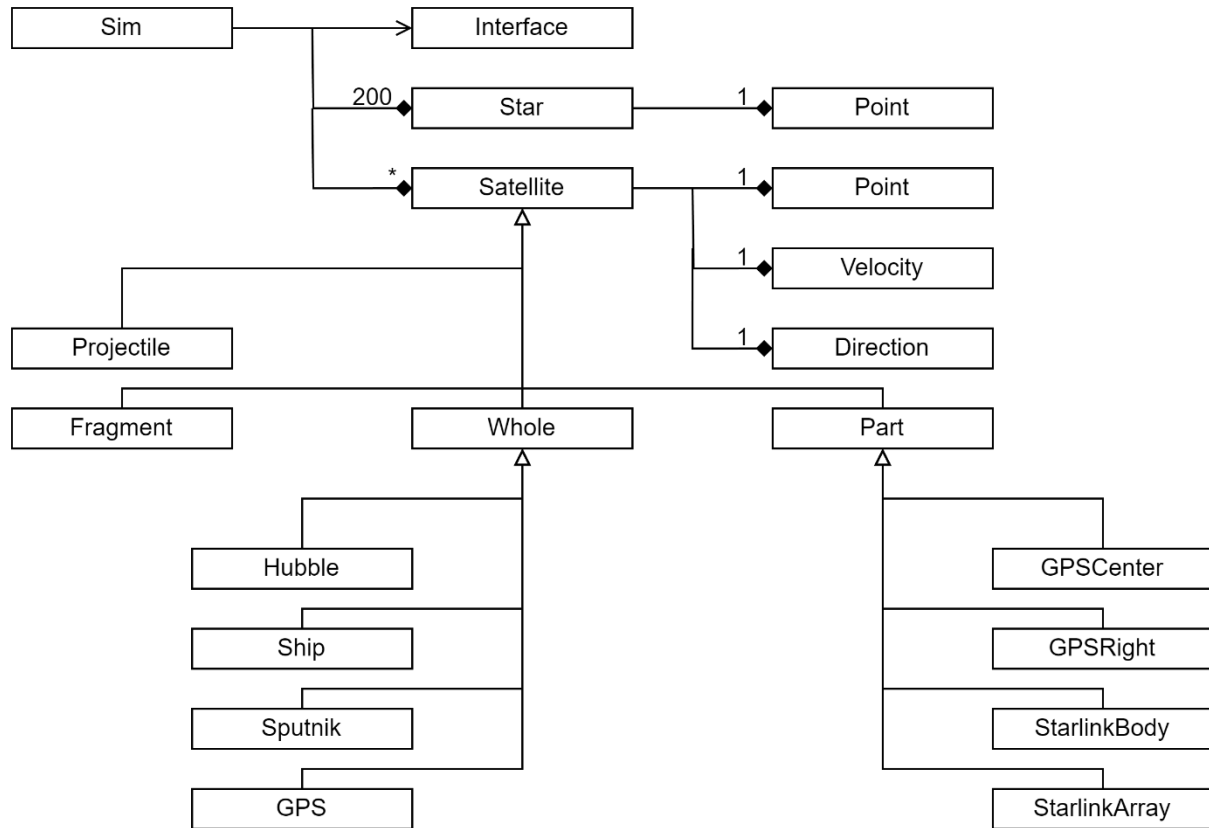 Sim
Interface
200
Star
1
Point
*
Satellite
1
Point
1
Velocity
Projectile
1
Direction
Fragment
Whole
Part
Hubble
GPSCenter
Ship
GPSRight
Sputnik
StarlinkBody
GPS
StarlinkArray